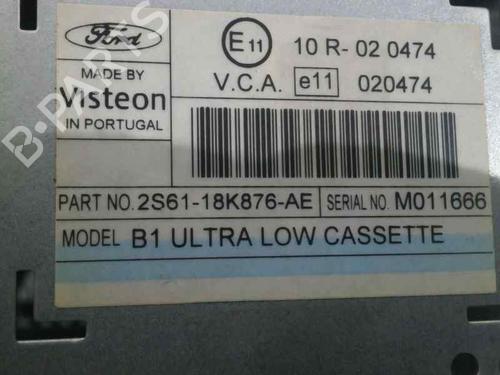 Ford
MADE BY
Visteon
IN PORTUGAL
E11 10 R- 02 0474
V.C.A. e11 020474
PART NO. 2S61-18K876-AE SERIAL NO. M011666
MODEL B1 ULTRA LOW CASSETTE
B-PARTS